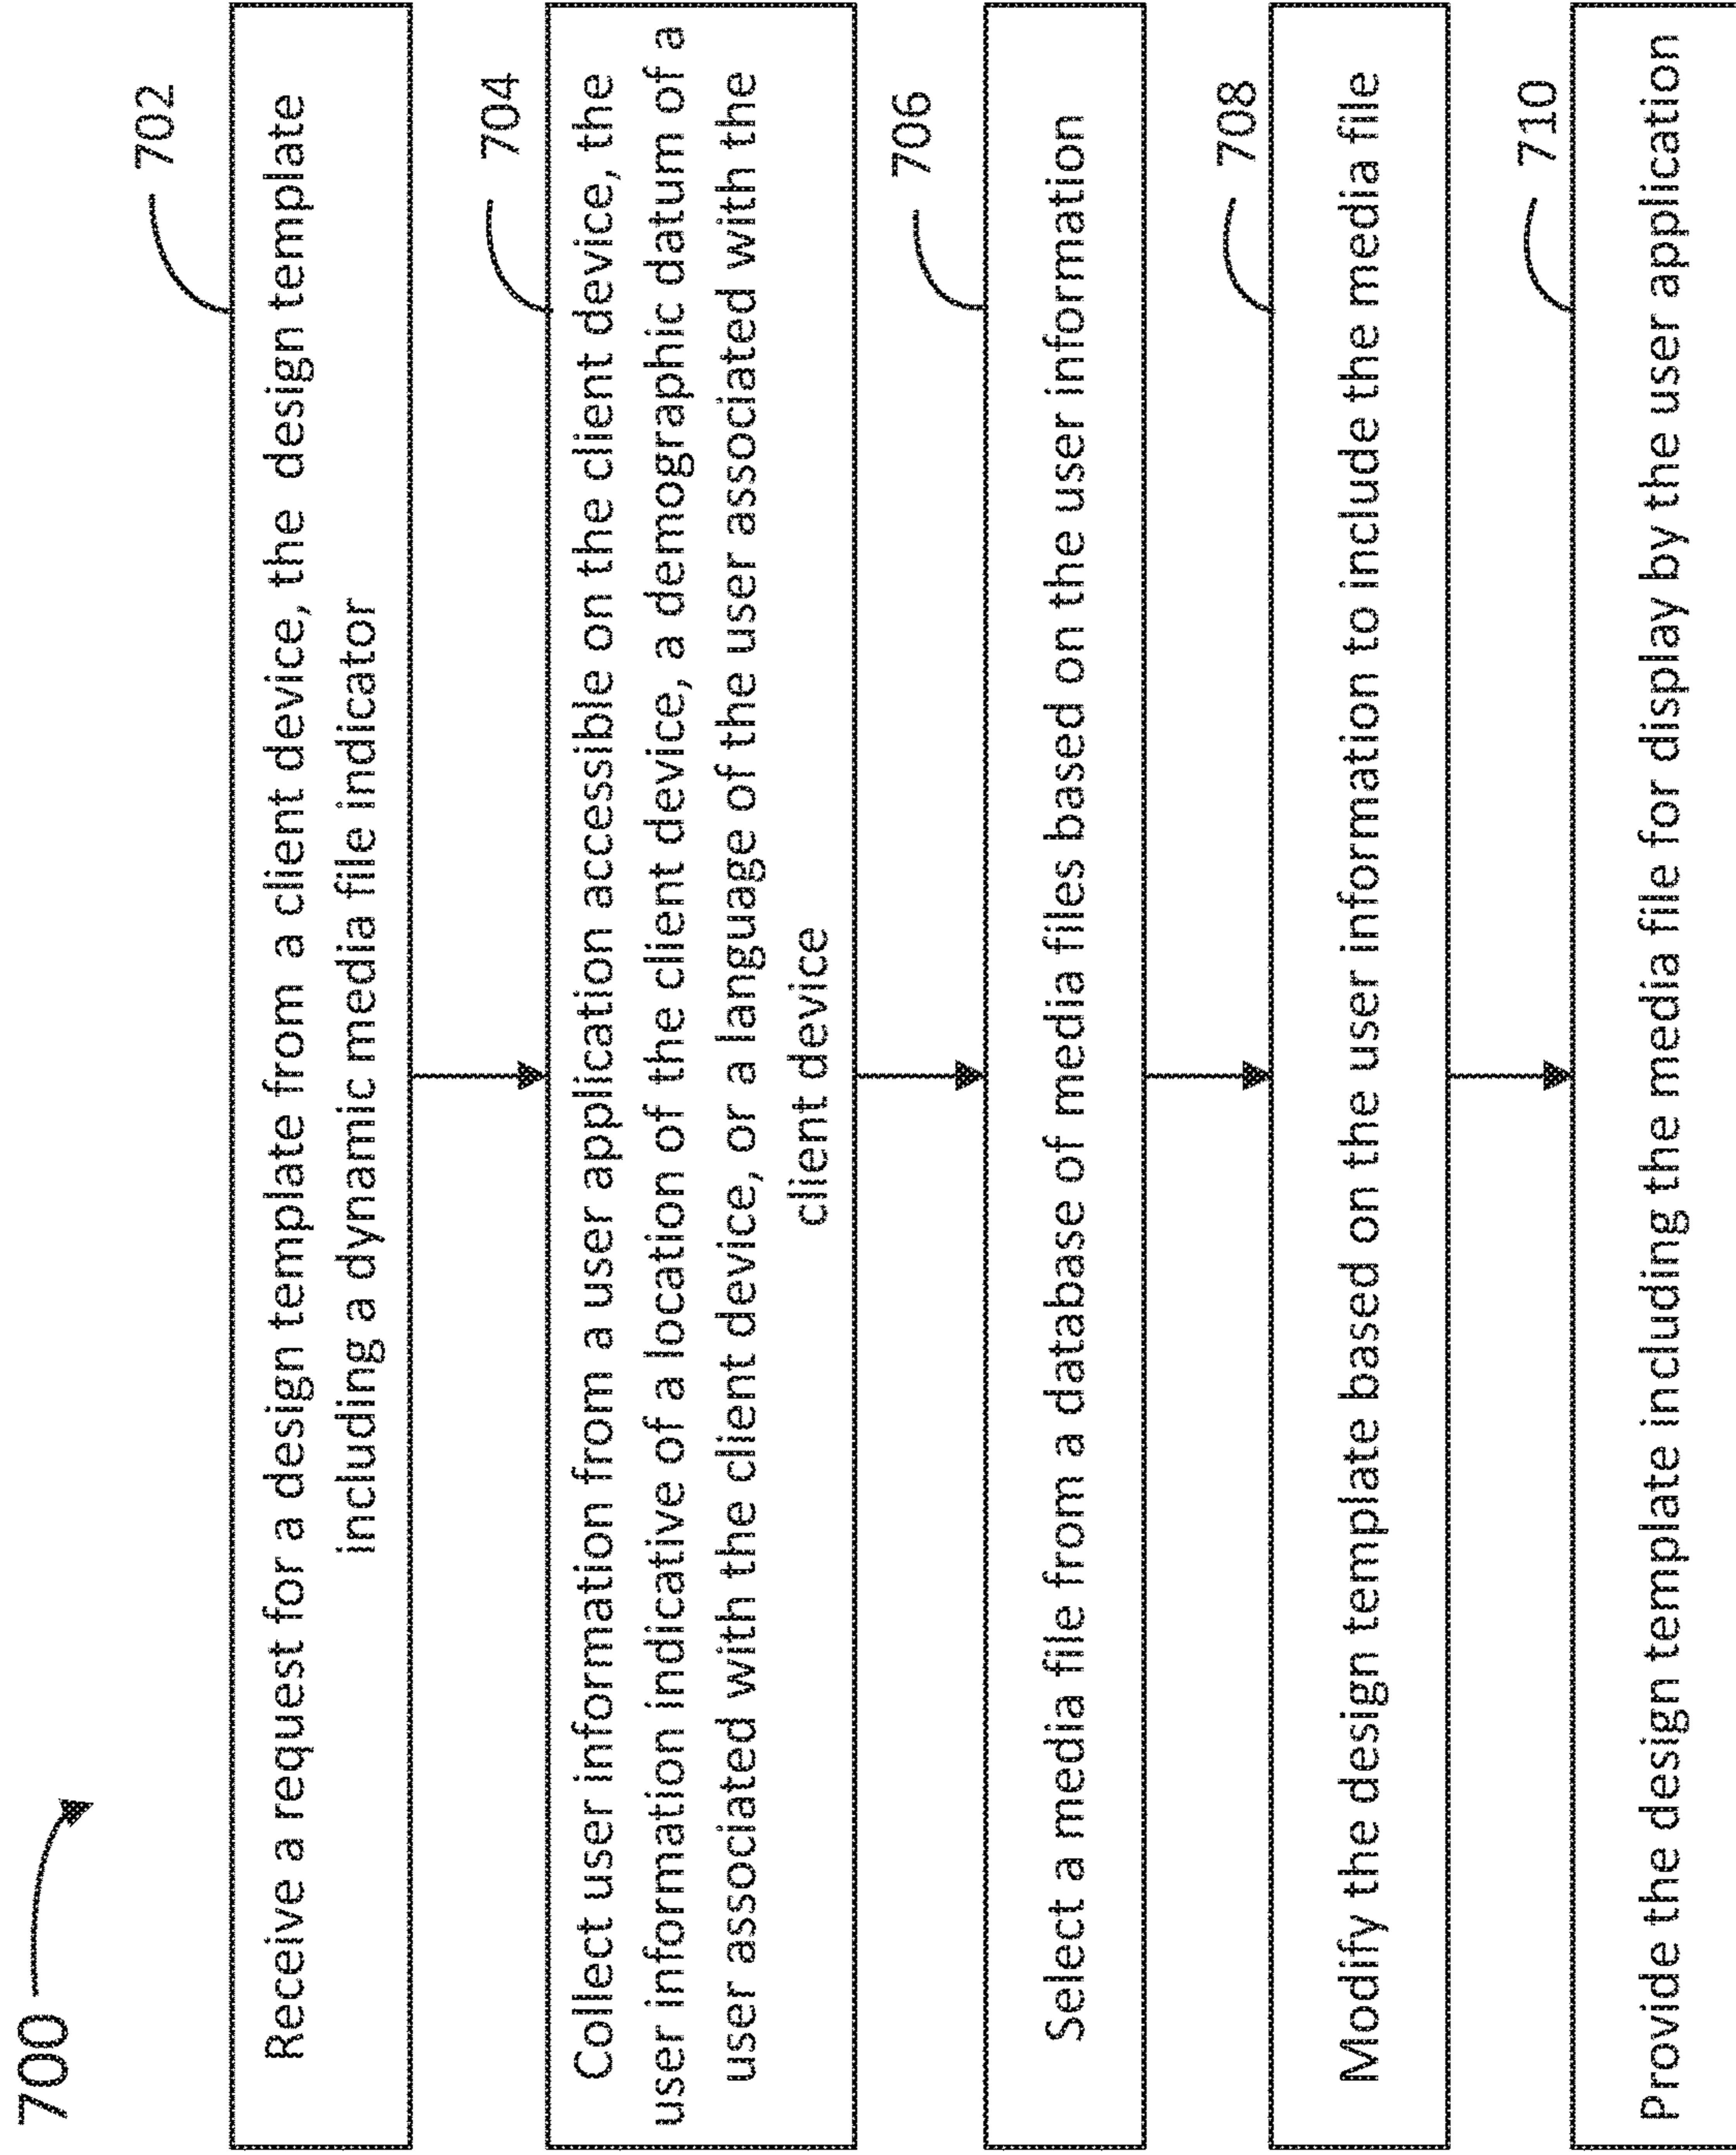 700
702
Receive a request for a design template from a client device, the design template
including a dynamic media file indicator
704
Collect user information from a user application accessible on the client device, the
user information indicative of a location of the client device, a demographic datum of a
user associated with the client device, or a language of the user associated with the
client device
706
Select a media file from a database of media files based on the user information
708
Modify the design template based on the user information to include the media file
710
Provide the design template including the media file for display by the user application